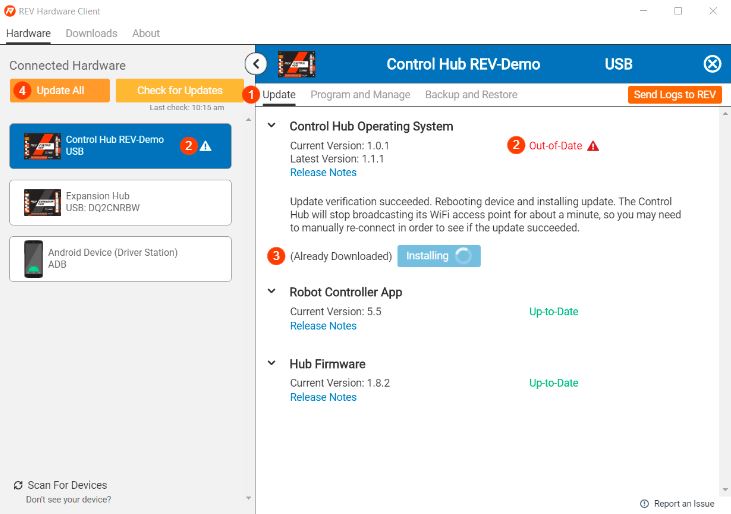 REV Hardware Client
Hardware Downloads About
Connected Hardware
4 Update All Check for Updates
Last check: 10:15 am
2 Control Hub REV-Demo
USB
Expansion Hub
USB: DQ2CNRBW
Android Device (Driver Station)
ADB
Scan For Devices
Don't see your device?
Control Hub REV-Demo USB
1 Update Program and Manage Backup and Restore Send Logs to REV
Control Hub Operating System
Current Version: 1.0.1 2 Out-of-Date
Latest Version: 1.1.1
Release Notes
Update verification succeeded. Rebooting device and installing update. The Control
Hub will stop broadcasting its WiFi access point for about a minute, so you may need
to manually re-connect in order to see if the update succeeded.
3 (Already Downloaded) Installing
Robot Controller App
Current Version: 5.5 Up-to-Date
Release Notes
Hub Firmware
Current Version: 1.8.2 Up-to-Date
Release Notes
Report an Issue